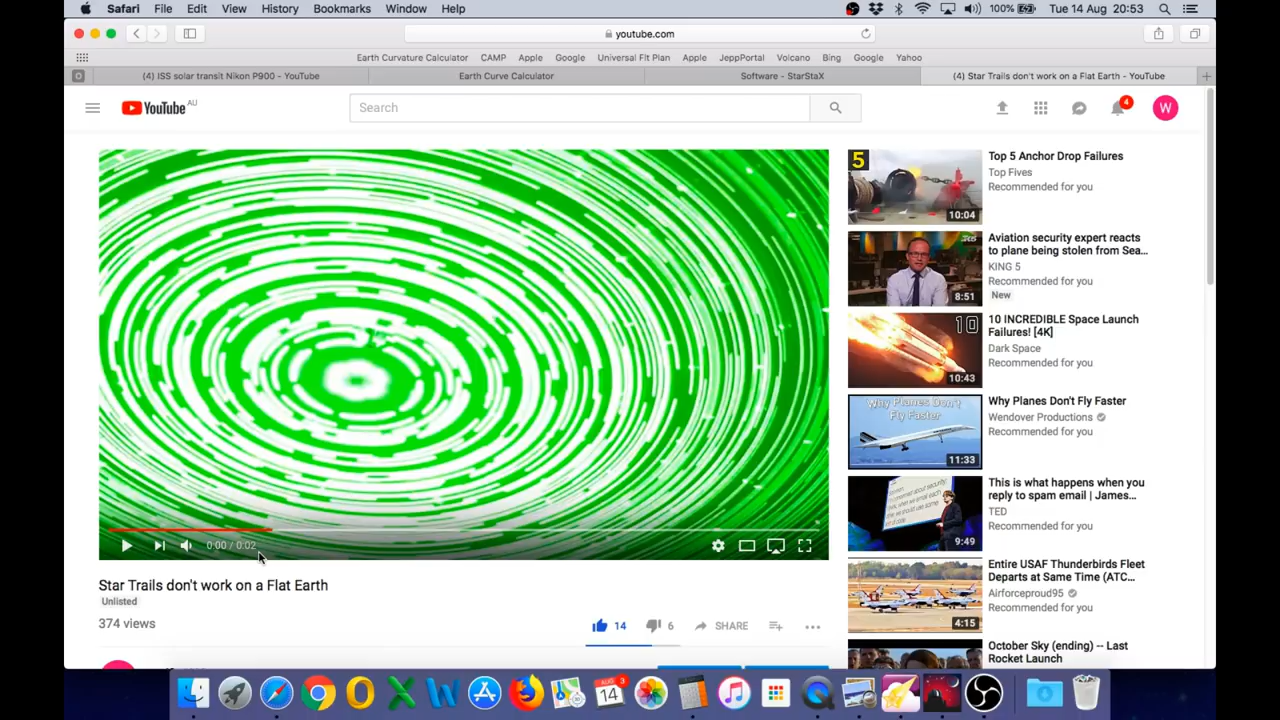 Safari File Edit View History Bookmarks Window Help
100% Tue 14 Aug 20:53
youtube.com
Earth Curvature Calculator CAMP Apple Google Universal Flt Plan Apple JeppPortal Volcano Bing Google Yahoo
(4) ISS solar transit Nikon P900 - YouTube
Earth Curve Calculator
Software - StarStaX
(4) Star Trails don't work on a Flat Earth - YouTube
YouTube AU
Search
4
W
0:00 / 0:02
Star Trails don't work on a Flat Earth
Unlisted
374 views
14
6
SHARE
5
10:04
Top 5 Anchor Drop Failures
Top Fives
Recommended for you
8:51
Aviation security expert reacts
to plane being stolen from Sea...
KING 5
Recommended for you
New
10
10:43
10 INCREDIBLE Space Launch
Failures! [4K]
Dark Space
Recommended for you
Why Planes Don't
Fly Faster
11:33
Why Planes Don't Fly Faster
Wendover Productions
Recommended for you
9:49
This is what happens when you
reply to spam email | James...
TED
Recommended for you
4:15
Entire USAF Thunderbirds Fleet
Departs at Same Time (ATC...
Airforceproud95
Recommended for you
October Sky (ending) -- Last
Rocket Launch
AUG
14
3